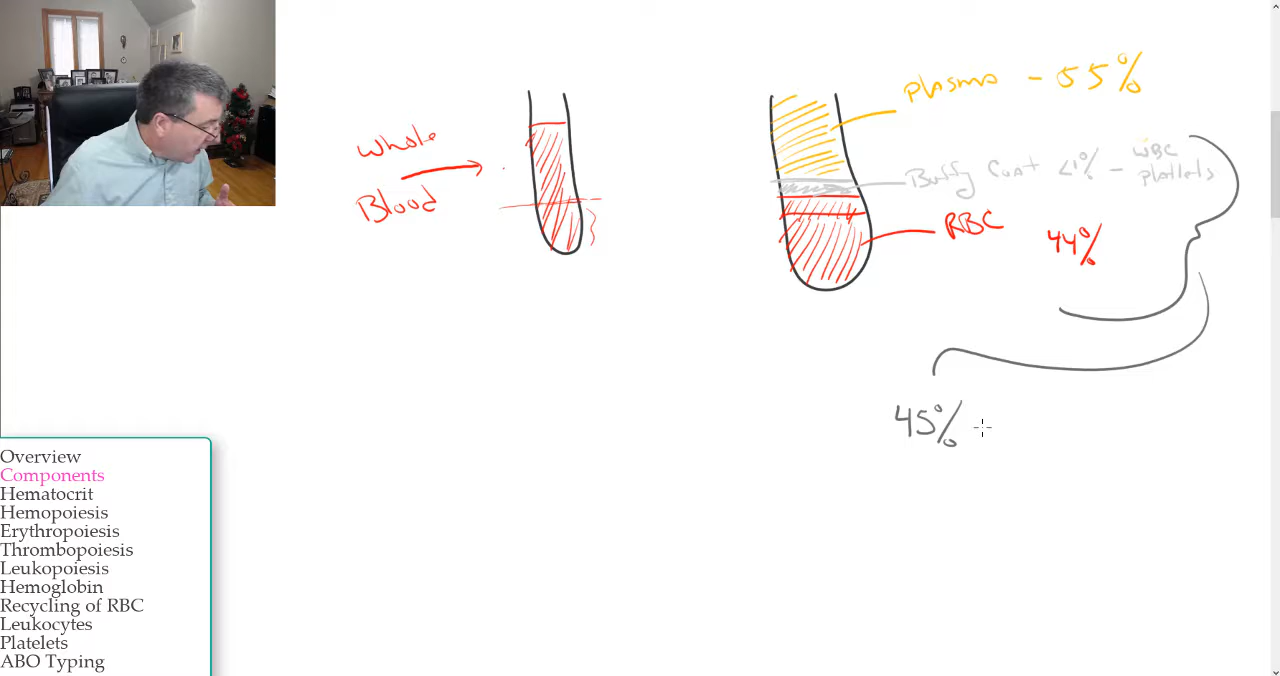 plasma - 55%
Whole
Blood
Buffy Coat <1% - WBC
platlets
RBC 44%
45%
Overview
Components
Hematocrit
Hemopoiesis
Erythropoiesis
Thrombopoiesis
Leukopoiesis
Hemoglobin
Recycling of RBC
Leukocytes
Platelets
ABO Typing